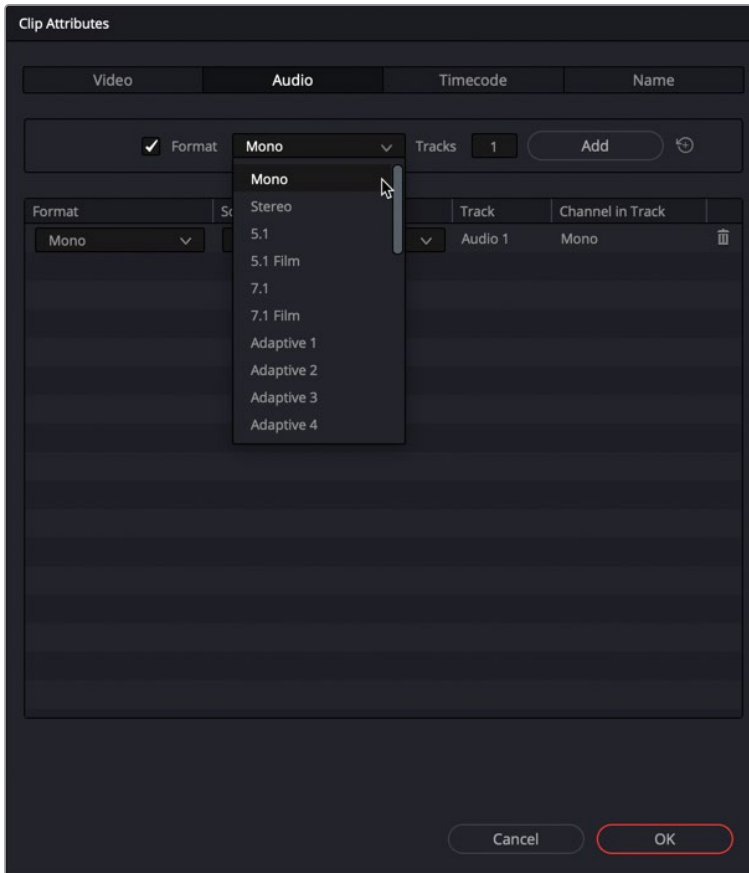 Clip Attributes
Video Audio Timecode Name
Format Mono Tracks 1 Add
Mono
Stereo
5.1
5.1 Film
7.1
7.1 Film
Adaptive 1
Adaptive 2
Adaptive 3
Adaptive 4
Format Track Channel in Track
Mono Audio 1 Mono
Cancel OK